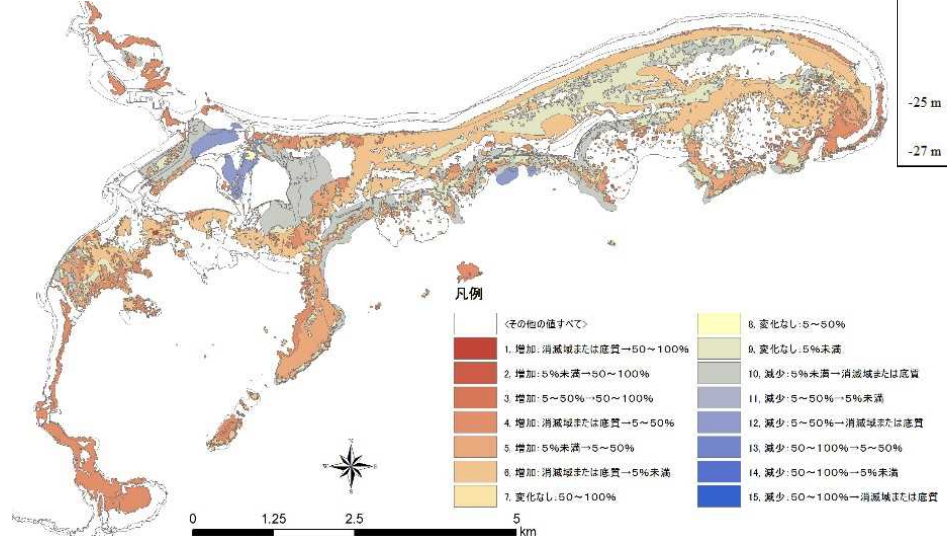 -25 m
-27 m
凡例
<その他の値すべて>
1, 増加:消滅域または底質→50~100%
2, 増加:5%未満→50~100%
3, 増加:5~50%→50~100%
4, 増加:消滅域または底質→5~50%
5, 増加:5%未満→5~50%
6, 増加:消滅域または底質→5%未満
7, 変化なし:50~100%
8, 変化なし:5~50%
9, 変化なし:5%未満
10, 減少:5%未満→消滅域または底質
11, 減少:5~50%→5%未満
12, 減少:5~50%→消滅域または底質
13, 減少:50~100%→5~50%
14, 減少:50~100%→5%未満
15, 減少:50~100%→消滅域または底質
0 1.25 2.5 5
km